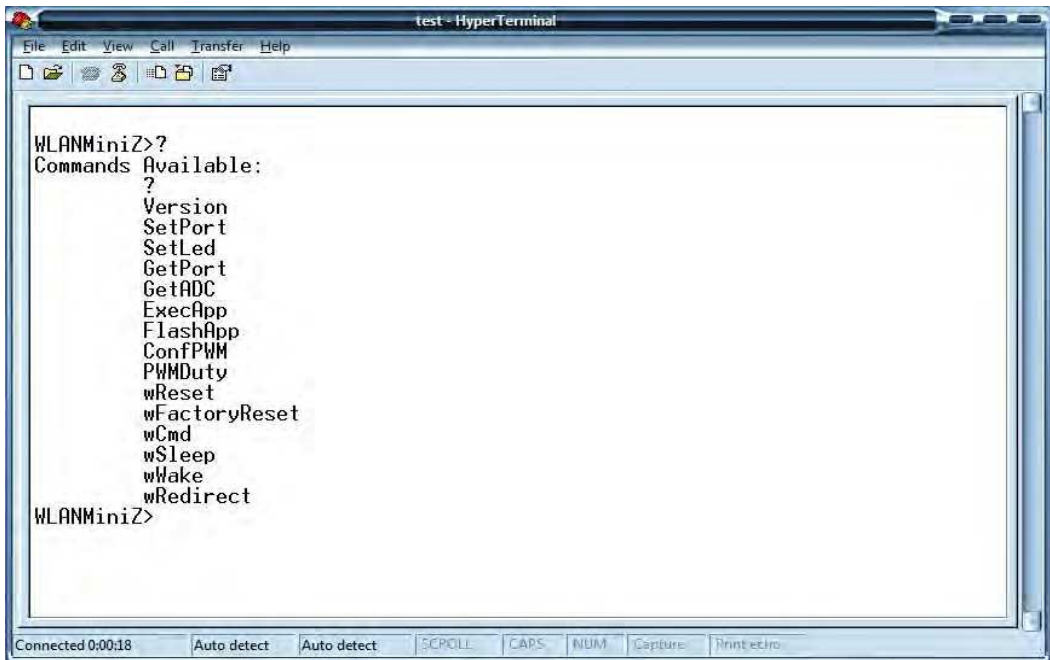 test - HyperTerminal
File Edit View Call Transfer Help
WLANMiniZ>?
Commands Available:
?
Version
SetPort
SetLed
GetPort
GetADC
ExecApp
FlashApp
ConfPWM
PWMDuty
wReset
wFactoryReset
wCmd
wSleep
wWake
wRedirect
WLANMiniZ>
Connected 0:00:18 Auto detect Auto detect SCROLL CAPS NUM Capture Print echo